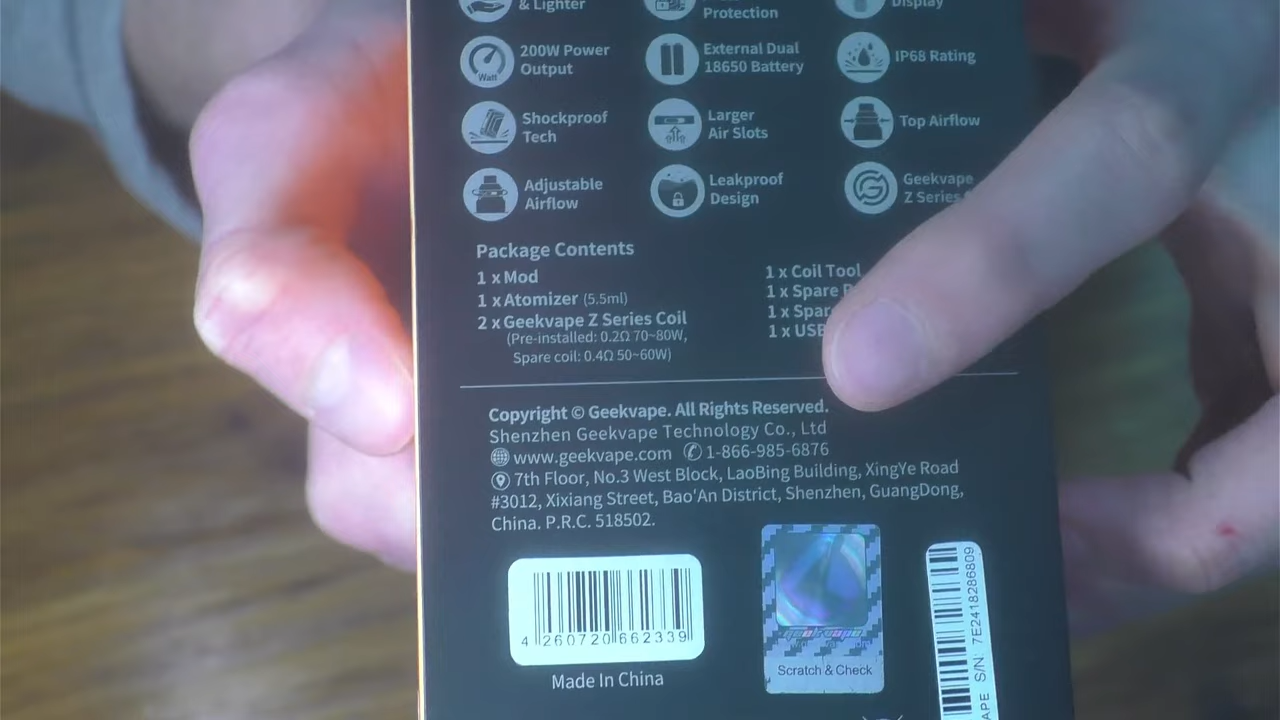 & Lighter
Protection
Display
200W Power
Output
Watt
External Dual
18650 Battery
IP68 Rating
Shockproof
Tech
Larger
Air Slots
Top Airflow
Adjustable
Airflow
Leakproof
Design
Geekvape
Z Series
Package Contents
1 x Mod
1 x Atomizer (5.5ml)
2 x Geekvape Z Series Coil
(Pre-installed: 0.2Ω 70~80W,
Spare coil: 0.4Ω 50~60W)
1 x Coil Tool
1 x Spare
1 x
1 x USB
Copyright © Geekvape. All Rights Reserved.
Shenzhen Geekvape Technology Co., Ltd
www.geekvape.com 1-866-985-6876
7th Floor, No.3 West Block, LaoBing Building, XingYe Road
#3012, Xixiang Street, Bao'An District, Shenzhen, GuangDong,
China. P.R.C. 518502.
4 260720 662339
Made In China
geekvape
Scratch & Check
S/N 7E2418286809